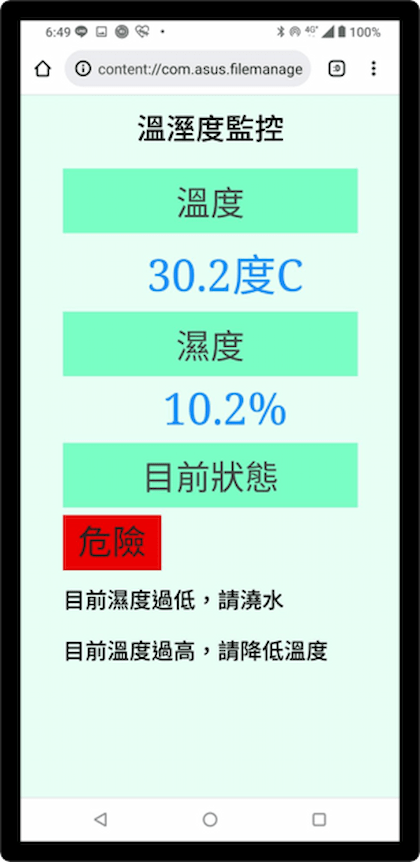 6:49
4G+
100%
content://com.asus.filemanage
:D
溫溼度監控
溫度
30.2度C
濕度
10.2%
目前狀態
危險
目前濕度過低，請澆水
目前溫度過高，請降低溫度